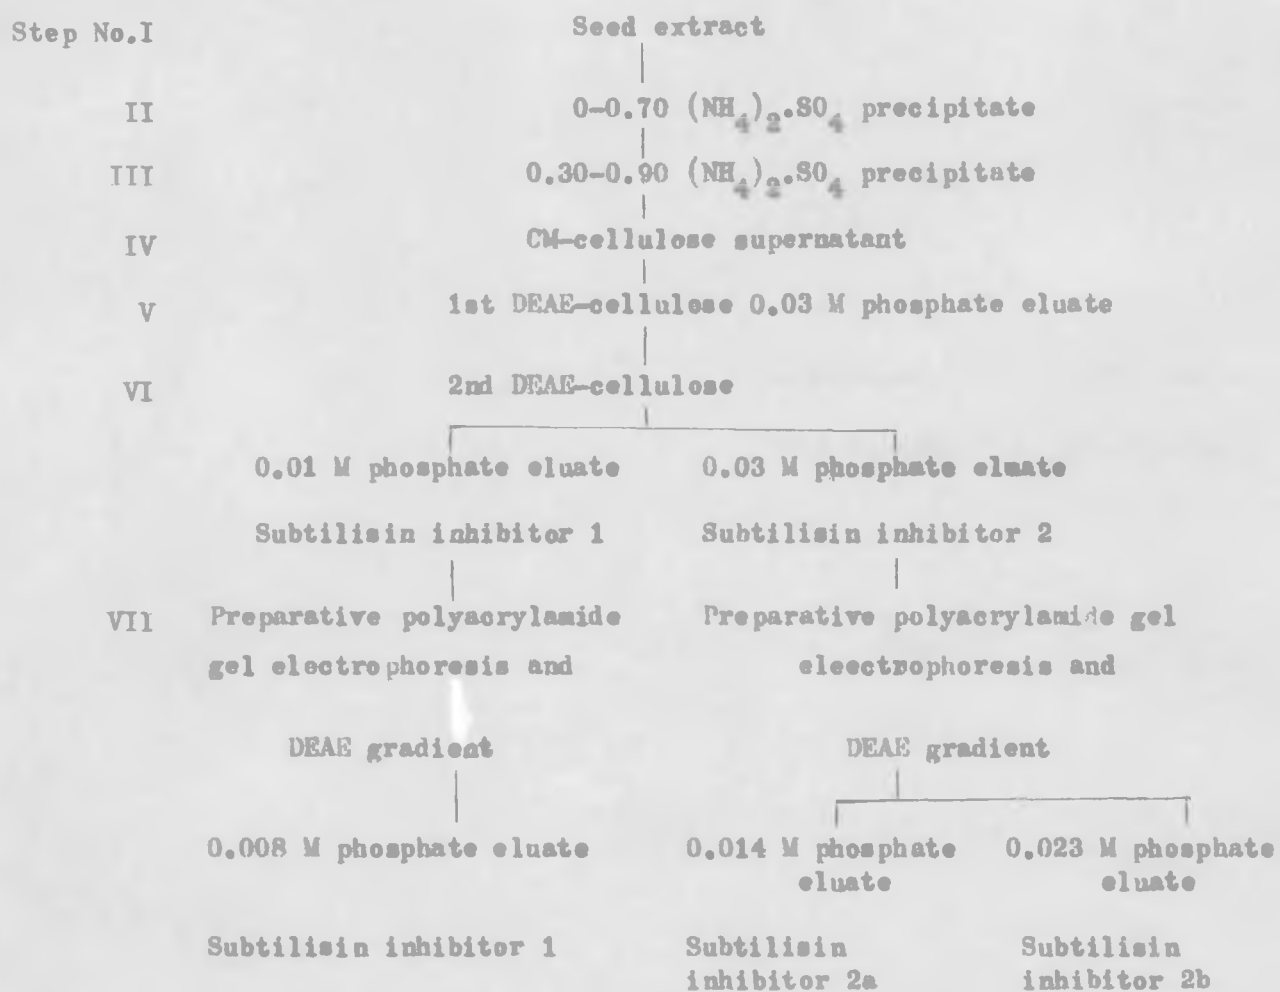 Step No.I Seed extract
II 0-0.70 (NH4)2.SO4 precipitate
III 0.30-0.90 (NH4)2.SO4 precipitate
IV CM-cellulose supernatant
V 1st DEAE-cellulose 0.03 M phosphate eluate
VI 2nd DEAE-cellulose
0.01 M phosphate eluate 0.03 M phosphate eluate
Subtilisin inhibitor 1 Subtilisin inhibitor 2
VII Preparative polyacrylamide Preparative polyacrylamide gel
gel electrophoresis and eleectrophoresis and
DEAE gradient DEAE gradient
0.008 M phosphate eluate 0.014 M phosphate 0.023 M phosphate
eluate eluate
Subtilisin inhibitor 1 Subtilisin Subtilisin
inhibitor 2a inhibitor 2b